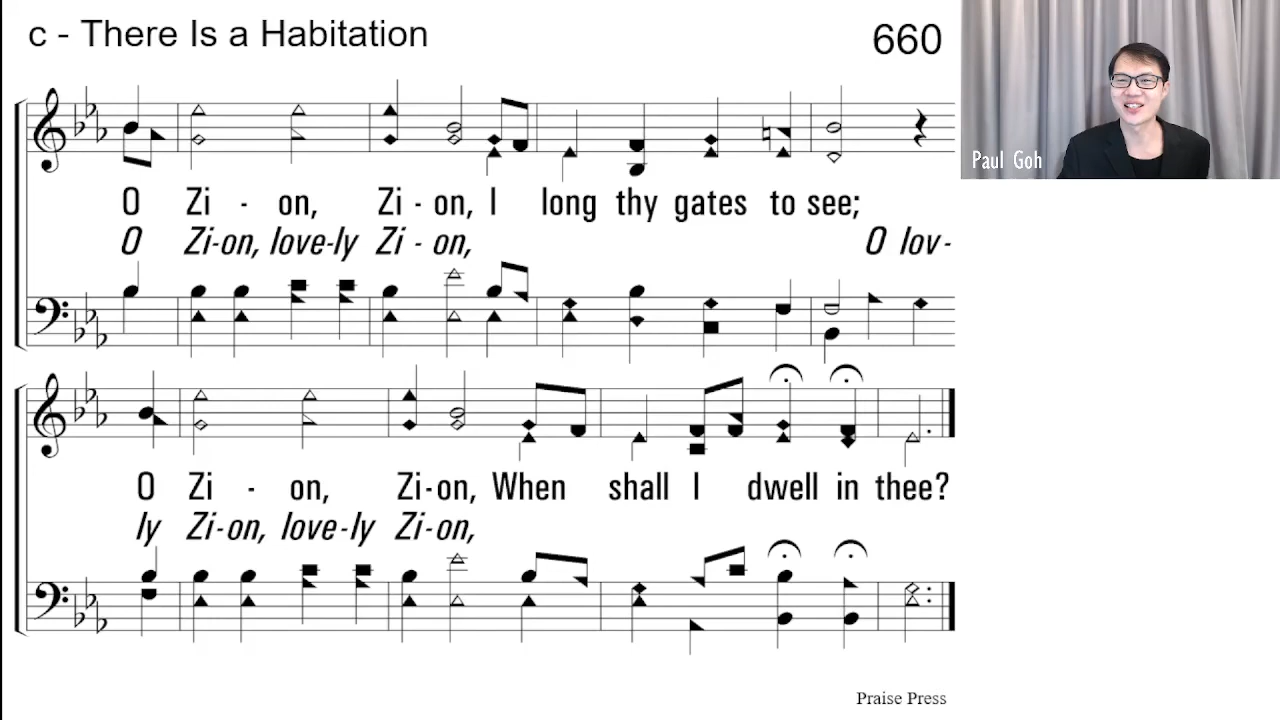 c - There Is a Habitation
660
Paul Goh
O Zi - on, Zi - on, I long thy gates to see;
O Zi-on, love-ly Zi - on, O lov-
O Zi - on, Zi-on, When shall I dwell in thee?
ly Zi-on, love-ly Zi-on,
Praise Press